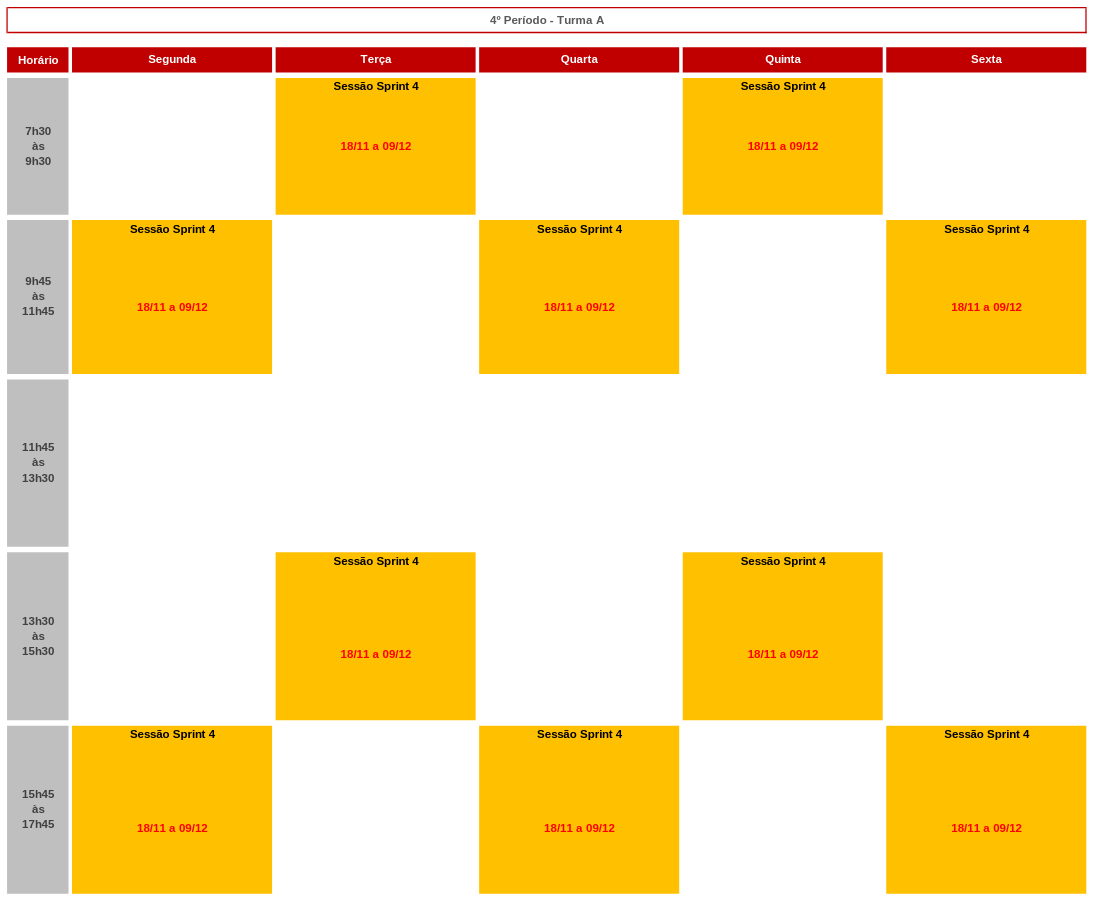 4º Período - Turma A
Horário Segunda Terça Quarta Quinta Sexta
7h30
às
9h30
Sessão Sprint 4
18/11 a 09/12
Sessão Sprint 4
18/11 a 09/12
9h45
às
11h45
Sessão Sprint 4
18/11 a 09/12
Sessão Sprint 4
18/11 a 09/12
Sessão Sprint 4
18/11 a 09/12
11h45
às
13h30
13h30
às
15h30
Sessão Sprint 4
18/11 a 09/12
Sessão Sprint 4
18/11 a 09/12
15h45
às
17h45
Sessão Sprint 4
18/11 a 09/12
Sessão Sprint 4
18/11 a 09/12
Sessão Sprint 4
18/11 a 09/12